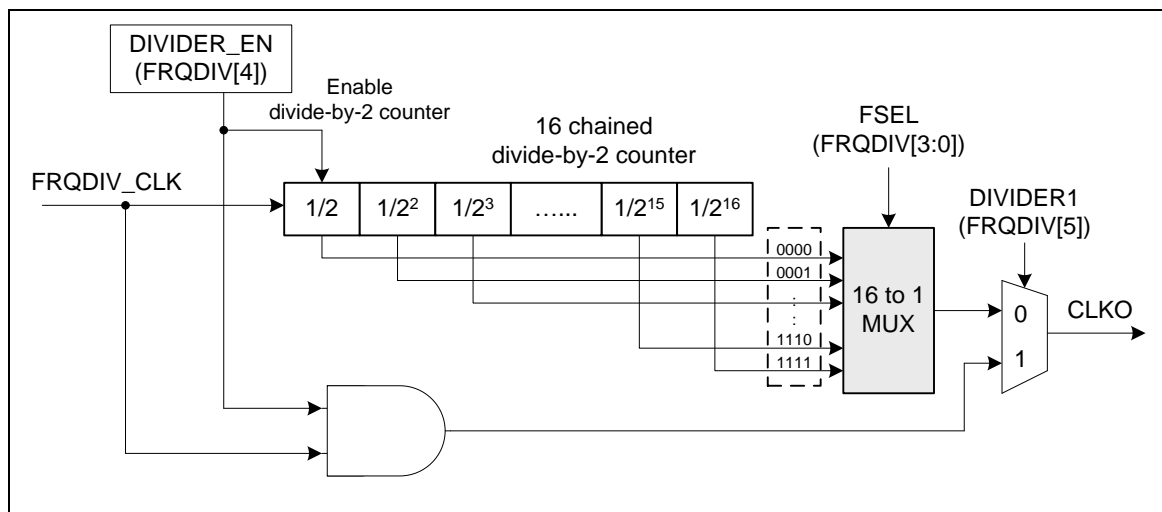 DIVIDER_EN
(FRQDIV[4])
Enable
divide-by-2 counter
16 chained
divide-by-2 counter
FSEL
(FRQDIV[3:0])
FRQDIV_CLK
DIVIDER1
(FRQDIV[5])
1/2 1/2² 1/2³ …... 1/2¹⁵ 1/2¹⁶
0000
0001
:
:
1110
1111
16 to 1
MUX
0
1
CLKO